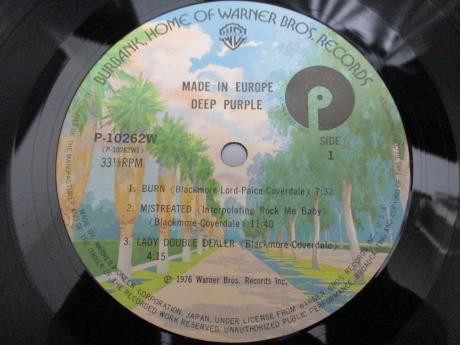 BURBANK, HOME OF WARNER BROS. RECORDS
MADE IN EUROPE
DEEP PURPLE
P-10262W
(P-10262W1)
33⅓RPM
P
SIDE
1
1. BURN (Blackmore-Lord-Paice-Coverdale) 7:32
2. MISTREATED (Interpolating Rock Me Baby)
(Blackmore-Coverdale) 11:40
3. LADY DOUBLE DEALER (Blackmore-Coverdale)
4:15
℗ 1976 Warner Bros. Records Inc.
CORPORATION, JAPAN, UNDER LICENSE FROM WARNER BROS. RECORDS INC.
THE RECORDED WORK RESERVED. UNAUTHORIZED PUBLIC PERFORMANCE